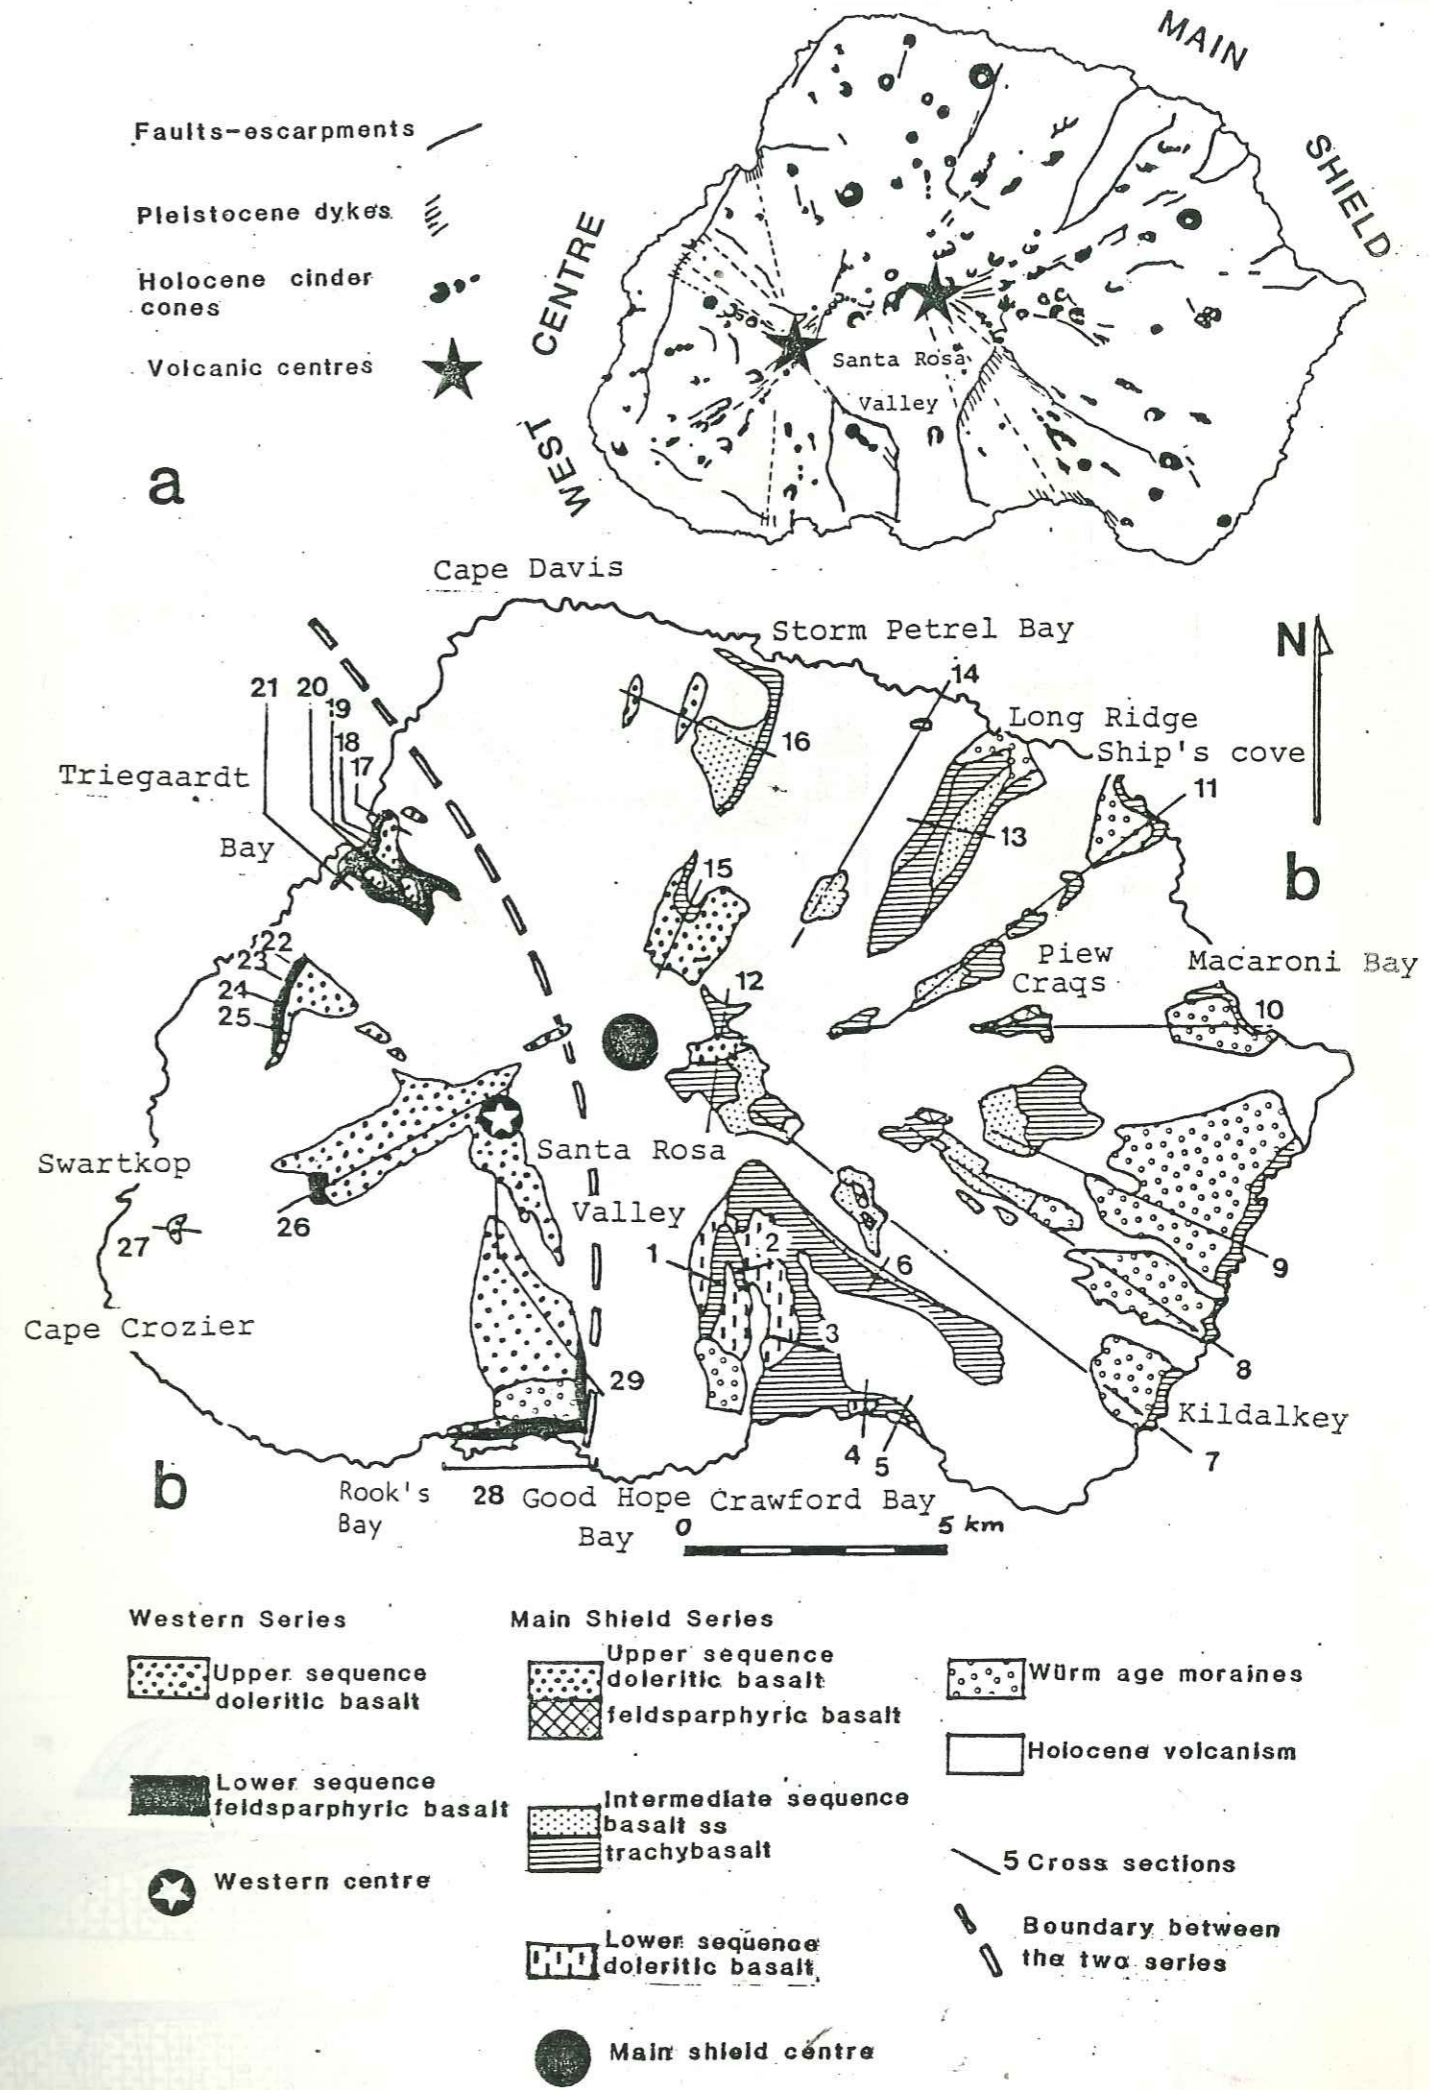 MAIN
SHIELD
Faults-escarpments
Pleistocene dykes
Holocene cinder
cones
Volcanic centres
CENTRE
WEST
Santa Rosa
Valley
a
Cape Davis
Storm Petrel Bay
N
14
21 20
19
18
17
Long Ridge
Ship's cove
16
11
Triegaardt
Bay
13
b
15
22
23
24
25
Piew
Craqs
Macaroni Bay
12
10
Swartkop
Santa Rosa
Valley
26
27
1
2
6
9
Cape Crozier
3
8
29
Kildalkey
4
5
7
b
Rook's
Bay
28
Good Hope
Bay
Crawford Bay
0
5 km
Western Series
Upper sequence
doleritic basalt
Lower sequence
feldsparphyric basalt
Western centre
Main Shield Series
Upper sequence
doleritic basalt
feldsparphyric basalt
Intermediate sequence
basalt ss
trachybasalt
Lower sequence
doleritic basalt
Main shield centre
Würm age moraines
Holocene volcanism
5 Cross sections
Boundary between
the two series